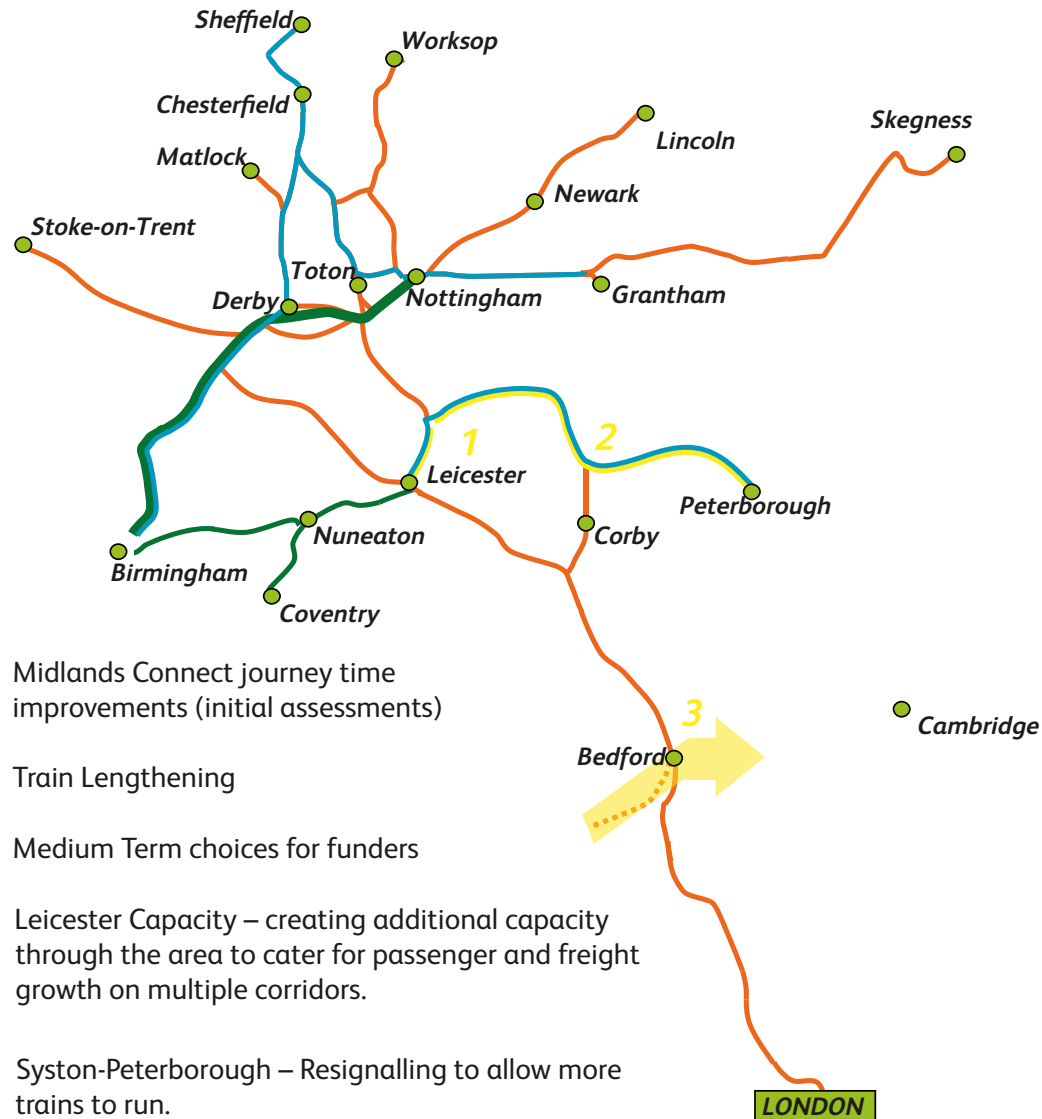 Sheffield
Worksop
Chesterfield
Skegness
Lincoln
Matlock
Newark
Stoke-on-Trent
Toton
Nottingham
Grantham
Derby
1
2
Leicester
Peterborough
Nuneaton
Corby
Birmingham
Coventry
Midlands Connect journey time
improvements (initial assessments)
3
Cambridge
Bedford
Train Lengthening
Medium Term choices for funders
Leicester Capacity – creating additional capacity
through the area to cater for passenger and freight
growth on multiple corridors.
Syston-Peterborough – Resignalling to allow more
trains to run.
LONDON